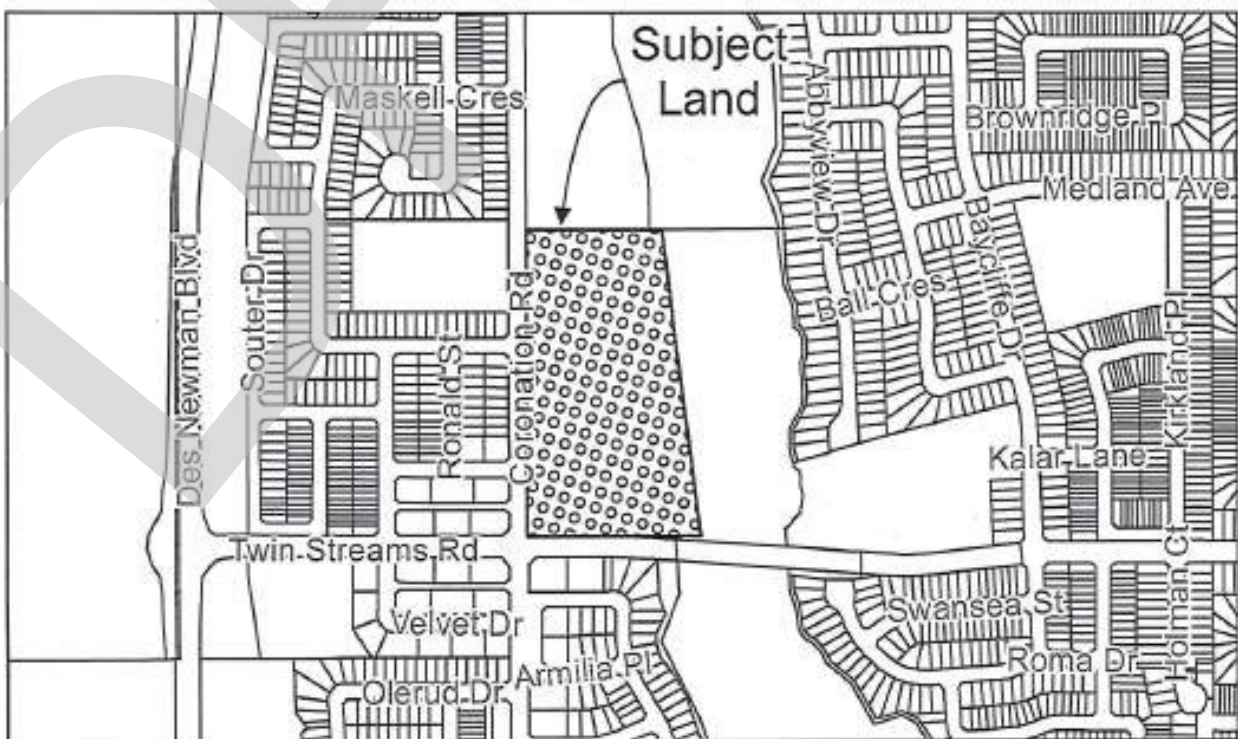 Subject
Land
Maskell Cres
Abbyview Dr
Brownridge Pl
Medland Ave.
Des Newman Blvd
Souter Dr
Ronald St
Coronation Rd
Ball Cres
Baycliffe Dr
Kirkland Pl
Kalar Lane
Twin Streams Rd
Velvet Dr
Swansea St
Holman Ct
Armilia Pl
Roma Dr
Olerud Dr